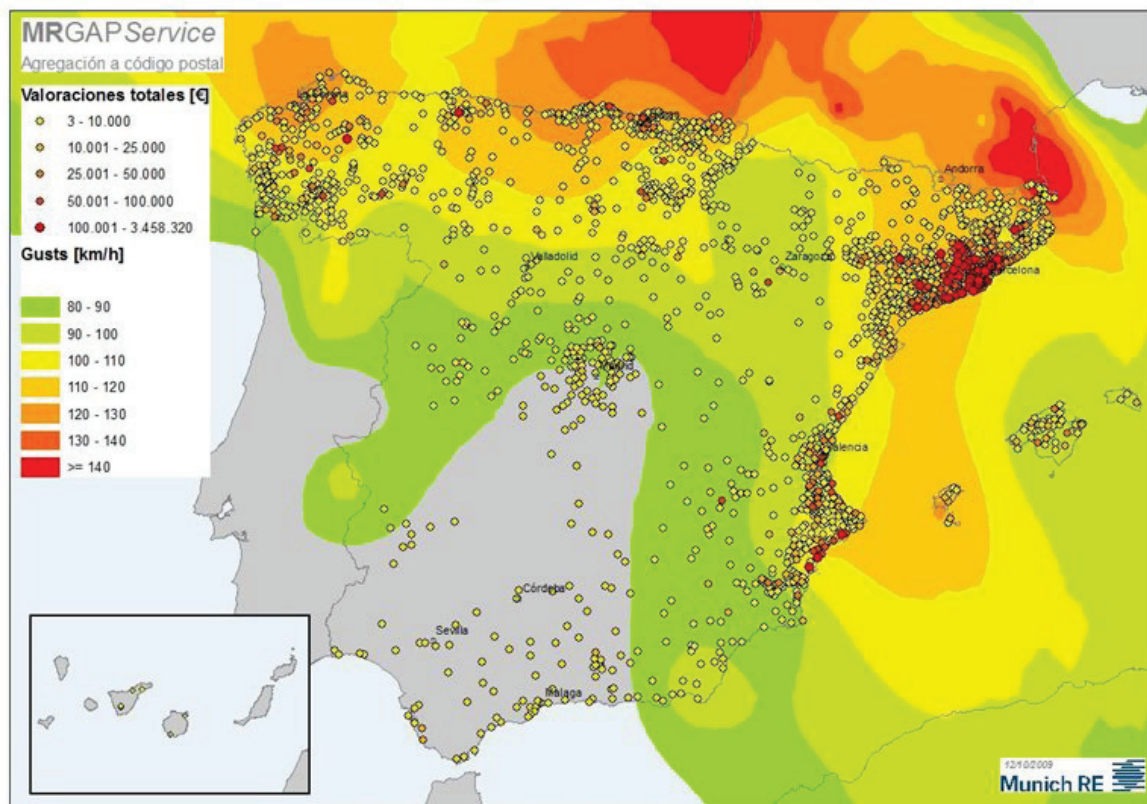 MRGAPService
Agregación a código postal
Valoraciones totales [€]
3 - 10.000
10.001 - 25.000
25.001 - 50.000
50.001 - 100.000
100.001 - 3.458.320
Gusts [km/h]
80 - 90
90 - 100
100 - 110
110 - 120
120 - 130
130 - 140
>= 140
Andorra
Valladolid
Zaragoza
Barcelona
Valencia
Córdoba
Sevilla
Malaga
12/10/2009
Munich RE